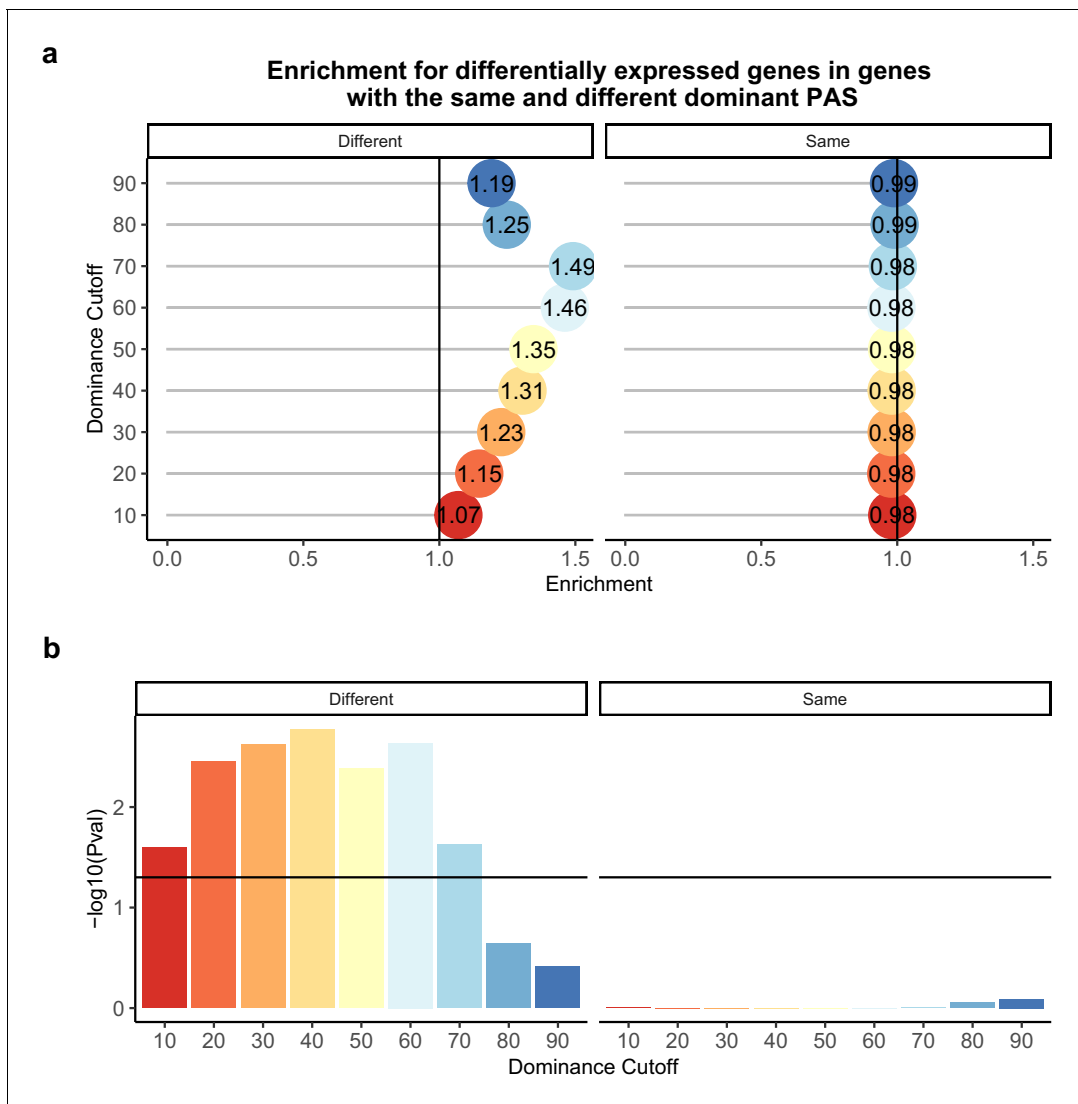 a
Enrichment for differentially expressed genes in genes
with the same and different dominant PAS
Different Same
90 1.19 0.99
80 1.25 0.99
70 1.49 0.98
60 1.46 0.98
50 1.35 0.98
40 1.31 0.98
30 1.23 0.98
20 1.15 0.98
10 1.07 0.98
Dominance Cutoff
0.0 0.5 1.0 1.5 0.0 0.5 1.0 1.5
Enrichment
b
Different Same
2
1
0
−log10(Pval)
10 20 30 40 50 60 70 80 90 10 20 30 40 50 60 70 80 90
Dominance Cutoff